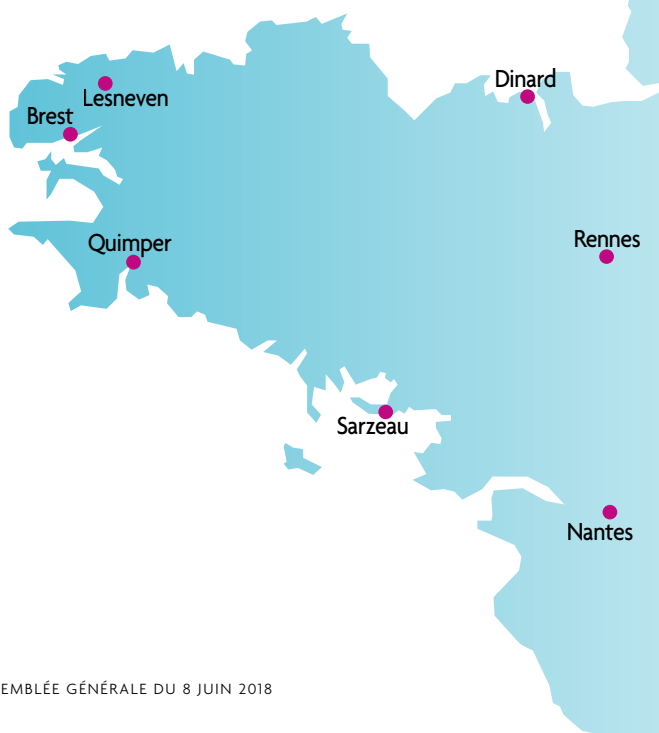 Dinard
Lesneven
Brest
Quimper
Rennes
Sarzeau
Nantes
EMBLÉE GÉNÉRALE DU 8 JUIN 2018